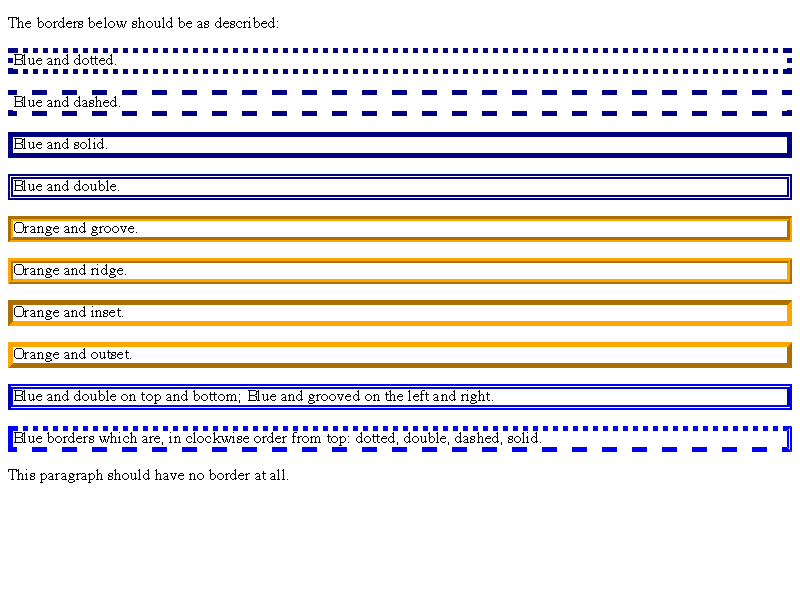 The borders below should be as described:
Blue and dotted.
Blue and dashed.
Blue and solid.
Blue and double.
Orange and groove.
Orange and ridge.
Orange and inset.
Orange and outset.
Blue and double on top and bottom; Blue and grooved on the left and right.
Blue borders which are, in clockwise order from top: dotted, double, dashed, solid.
This paragraph should have no border at all.